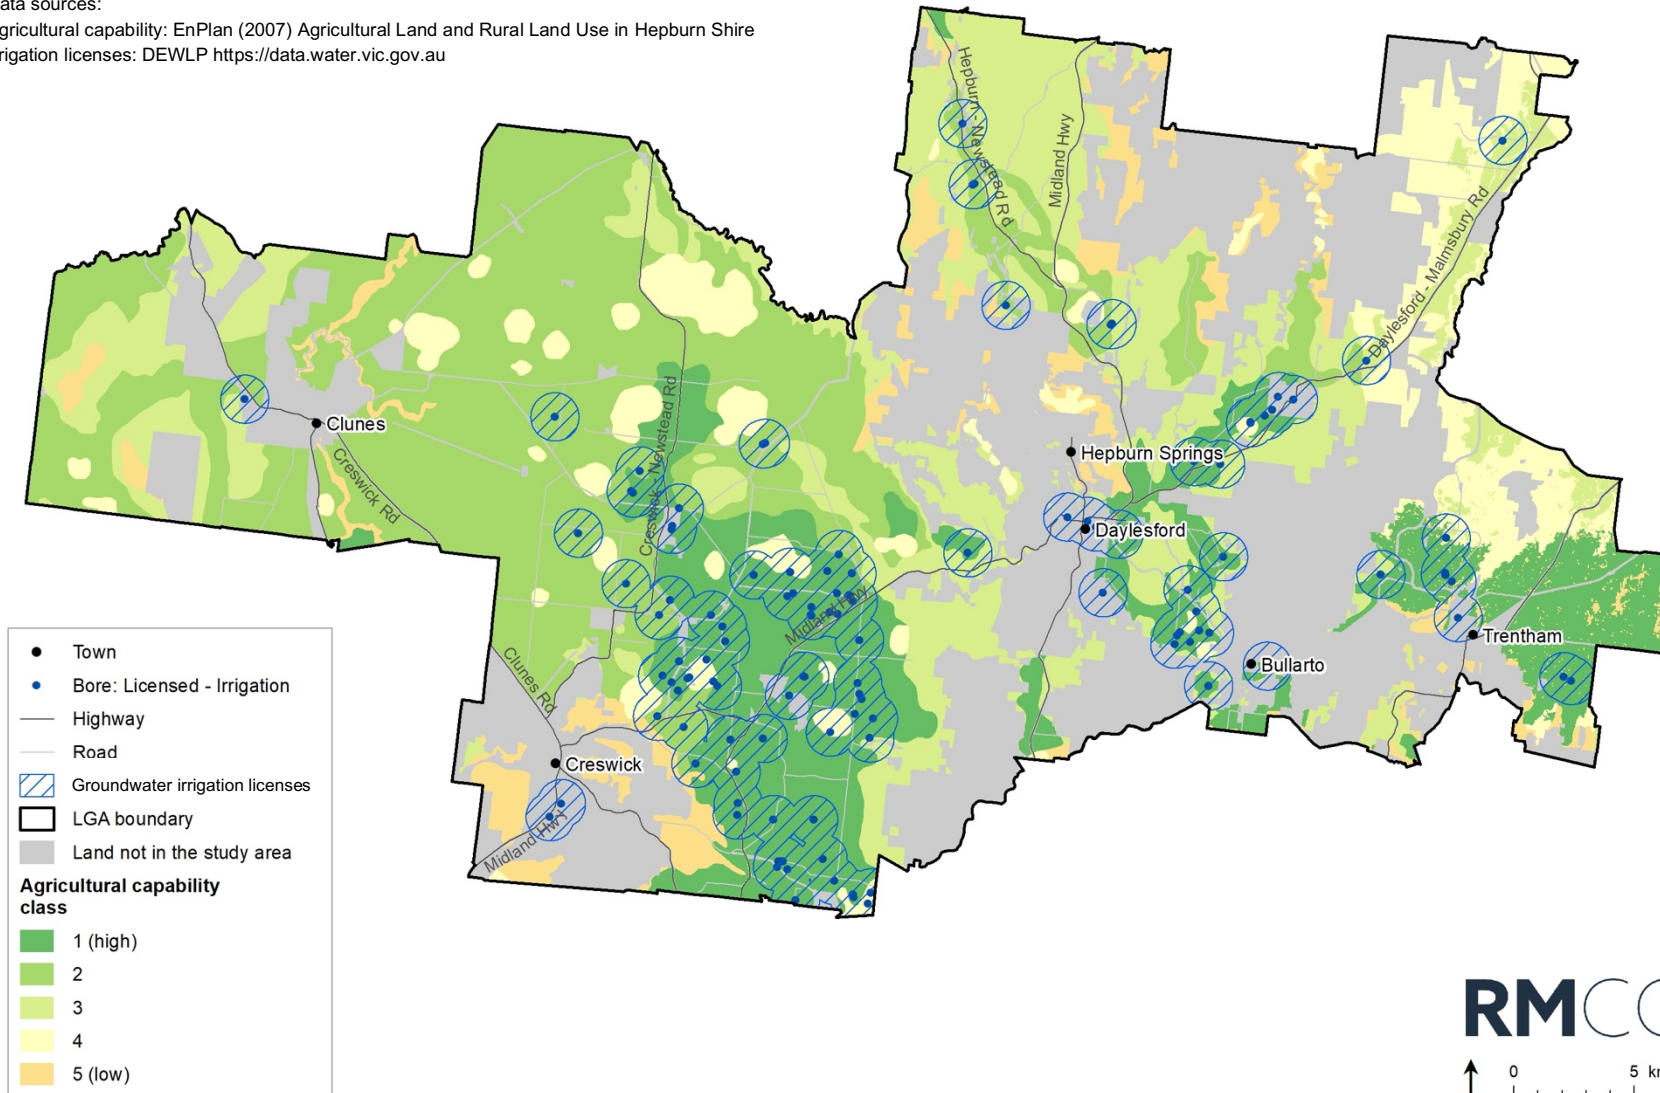 ata sources:
gricultural capability: EnPlan (2007) Agricultural Land and Rural Land Use in Hepburn Shire
rigation licenses: DEWLP https://data.water.vic.gov.au
Hepburn - Newstead Rd
Midland Hwy
Daylesford - Malmsbury Rd
Clunes
Creswick Rd
Creswick - Newstead Rd
Hepburn Springs
Daylesford
Midland Hwy
Trentham
Bullarto
Clunes Rd
Creswick
Midland Hwy
Town
Bore: Licensed - Irrigation
Highway
Road
Groundwater irrigation licenses
LGA boundary
Land not in the study area
Agricultural capability
class
1 (high)
2
3
4
5 (low)
RMC
0 5 k